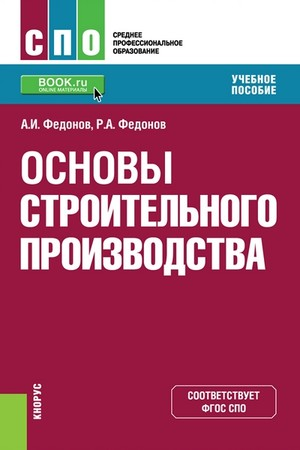 СПО
СРЕДНЕЕ
ПРОФЕССИОНАЛЬНОЕ
ОБРАЗОВАНИЕ
BOOK.ru
ONLINE МАТЕРИАЛЫ
УЧЕБНОЕ
ПОСОБИЕ
А.И. Федонов, Р.А. Федонов
ОСНОВЫ
СТРОИТЕЛЬНОГО
ПРОИЗВОДСТВА
КНОРУС
СООТВЕТСТВУЕТ
ФГОС СПО